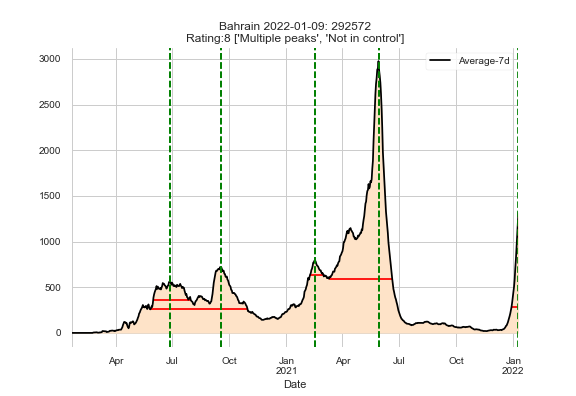 Bahrain 2022-01-09: 292572
Rating:8 ['Multiple peaks', 'Not in control']
Average-7d
3000
2500
2000
1500
1000
500
0
Apr Jul Oct Jan Apr Jul Oct Jan
2021 2022
Date